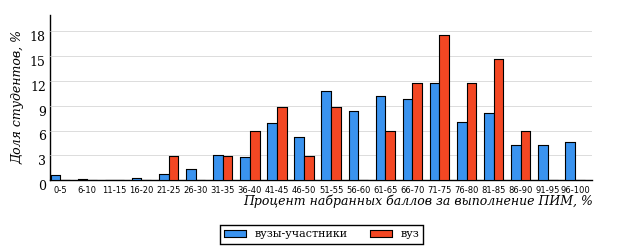 Доля студентов, %
18
15
12
9
6
3
0
0-5 6-10 11-15 16-20 21-25 26-30 31-35 36-40 41-45 46-50 51-55 56-60 61-65 66-70 71-75 76-80 81-85 86-90 91-95 96-100
Процент набранных баллов за выполнение ПИМ, %
вузы-участники вуз